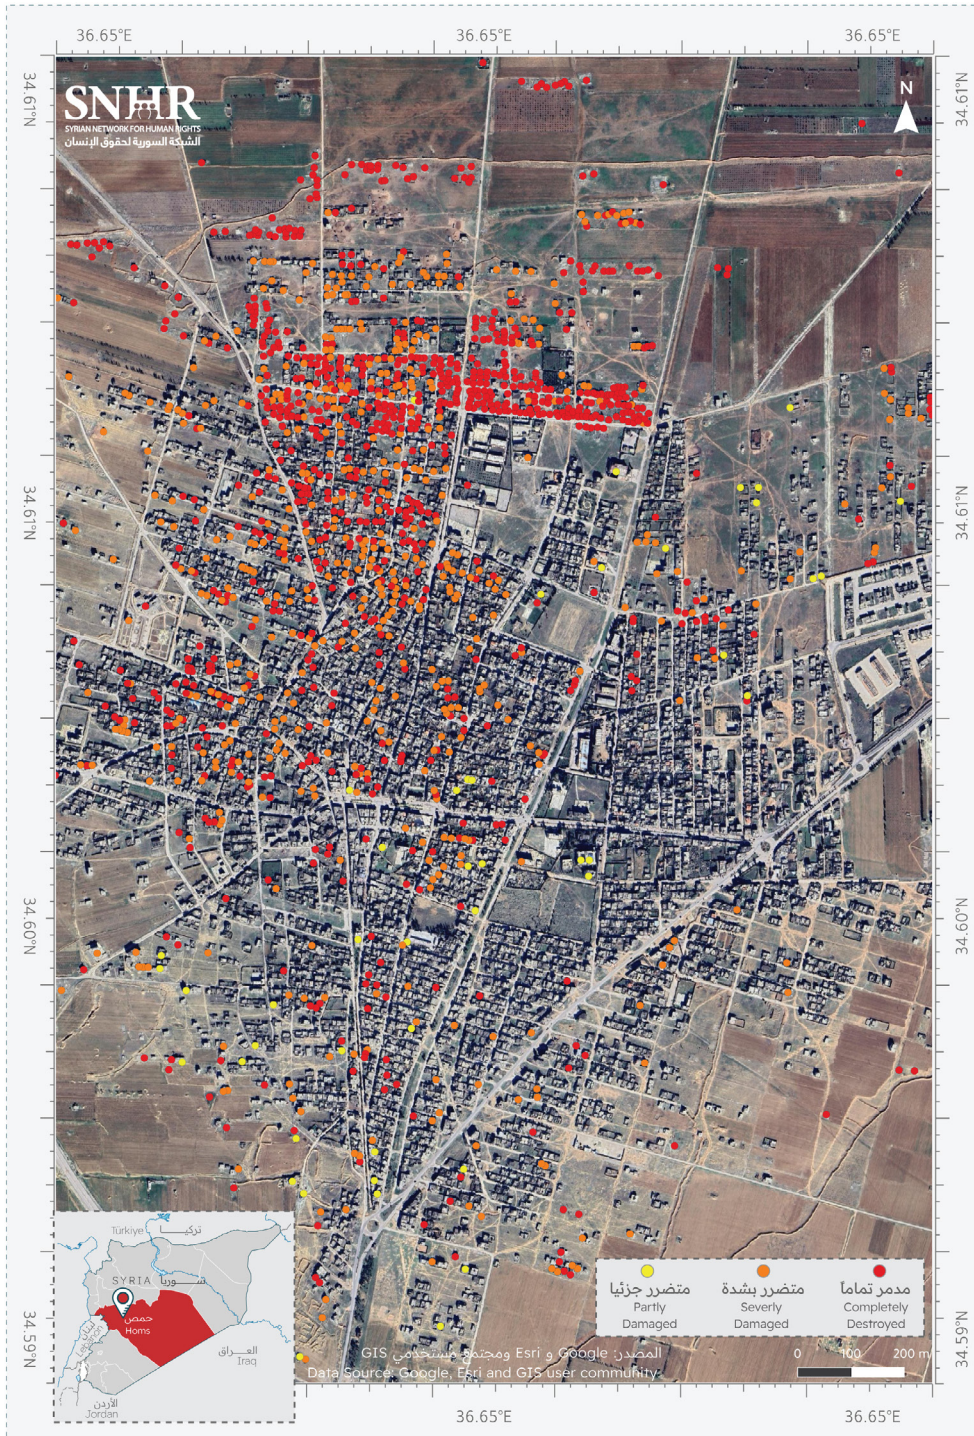 36.65°E 36.65°E 36.65°E
34.61°N 34.61°N
N
SNHR
SYRIAN NETWORK FOR HUMAN RIGHTS
الشبكة السورية لحقوق الإنسان
34.61°N 34.61°N
34.60°N 34.60°N
Türkiye تركيا
SYRIA سوريا
حمص
Homs
لبنان
Lebanon
العراق
Iraq
الأردن
Jordan
متضرر جزئيا متضرر بشدة مدمر تماماً
Partly Severly Completely
Damaged Damaged Destroyed
المصدر: Google و Esri ومجتمع مستخدمي GIS
Data Source: Google, Esri and GIS user community
0 100 200 m
34.59°N 34.59°N
36.65°E 36.65°E